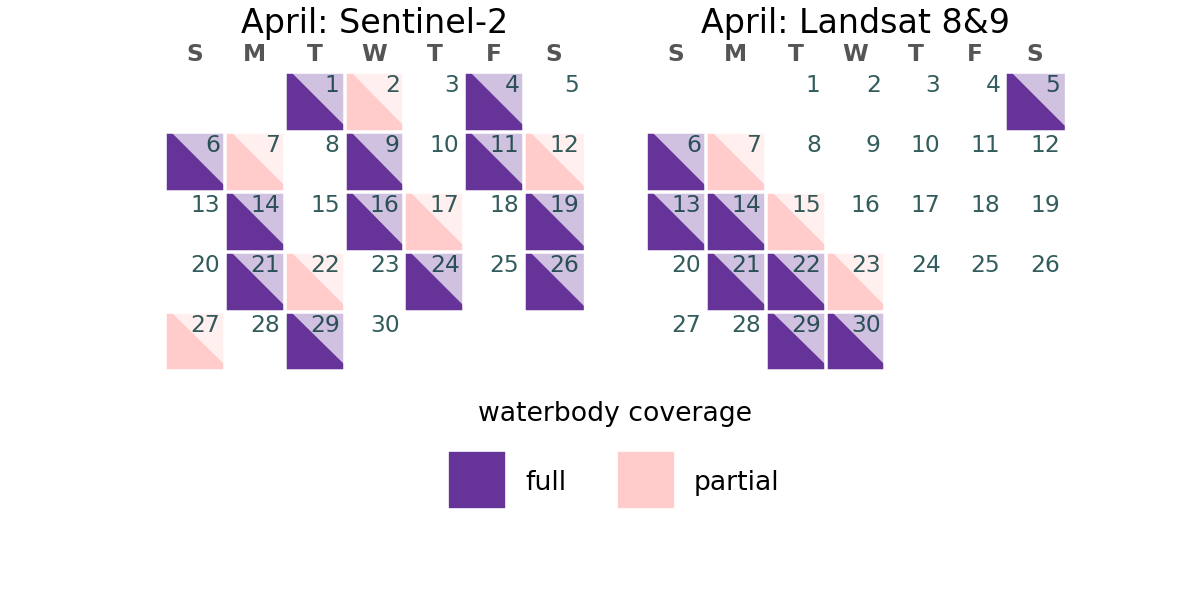 April: Sentinel-2
S M T W T F S
1 2 3 4 5
6 7 8 9 10 11 12
13 14 15 16 17 18 19
20 21 22 23 24 25 26
27 28 29 30
April: Landsat 8&9
S M T W T F S
1 2 3 4 5
6 7 8 9 10 11 12
13 14 15 16 17 18 19
20 21 22 23 24 25 26
27 28 29 30
waterbody coverage
full partial